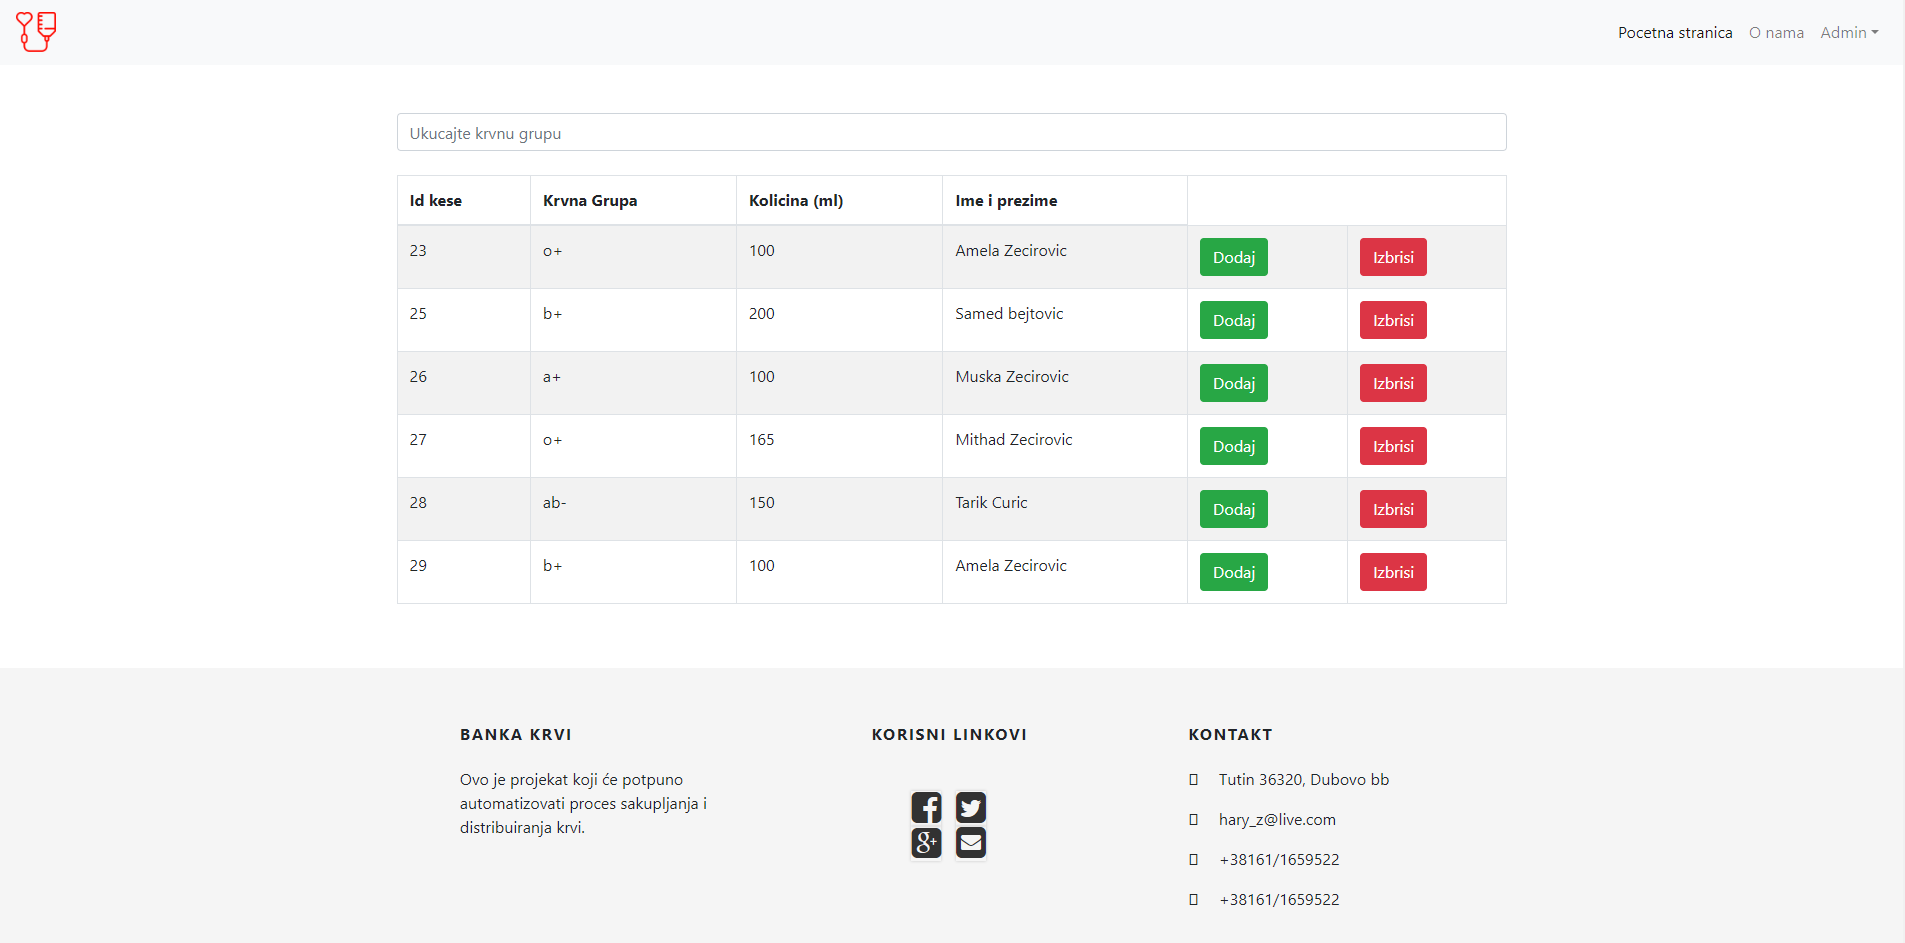 Pocetna stranica O nama Admin
Ukucajte krvnu grupu
Id kese Krvna Grupa Kolicina (ml) Ime i prezime
23 o+ 100 Amela Zecirovic Dodaj Izbrisi
25 b+ 200 Samed bejtovic Dodaj Izbrisi
26 a+ 100 Muska Zecirovic Dodaj Izbrisi
27 o+ 165 Mithad Zecirovic Dodaj Izbrisi
28 ab- 150 Tarik Curic Dodaj Izbrisi
29 b+ 100 Amela Zecirovic Dodaj Izbrisi
BANKA KRVI
Ovo je projekat koji će potpuno
automatizovati proces sakupljanja i
distribuiranja krvi.
KORISNI LINKOVI
KONTAKT
Tutin 36320, Dubovo bb
hary_z@live.com
+38161/1659522
+38161/1659522